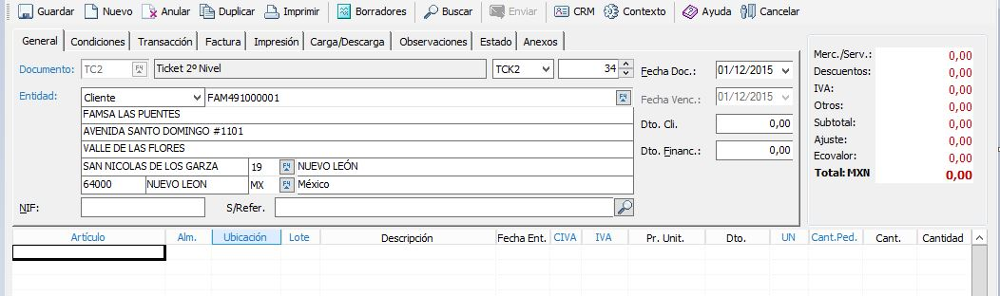 Guardar Nuevo Anular Duplicar Imprimir Borradores Buscar Enviar CRM Contexto Ayuda Cancelar
General Condiciones Transacción Factura Impresión Carga/Descarga Observaciones Estado Anexos
Documento: TC2 F4 Ticket 2º Nivel TCK2 34 Fecha Doc.: 01/12/2015
Entidad: Cliente FAM491000001 F4 Fecha Venc.: 01/12/2015
FAMSA LAS PUENTES
AVENIDA SANTO DOMINGO #1101 Dto. Cli. 0,00
VALLE DE LAS FLORES Dto. Financ.: 0,00
SAN NICOLAS DE LOS GARZA 19 F4 NUEVO LEÓN
64000 NUEVO LEON MX F4 México
NIF: S/Refer.
Merc./Serv.: 0,00
Descuentos: 0,00
IVA: 0,00
Otros: 0,00
Subtotal: 0,00
Ajuste: 0,00
Ecovalor: 0,00
Total: MXN 0,00
Artículo Alm. Ubicación Lote Descripción Fecha Ent. CIVA IVA Pr. Unit. Dto. UN Cant.Ped. Cant. Cantidad